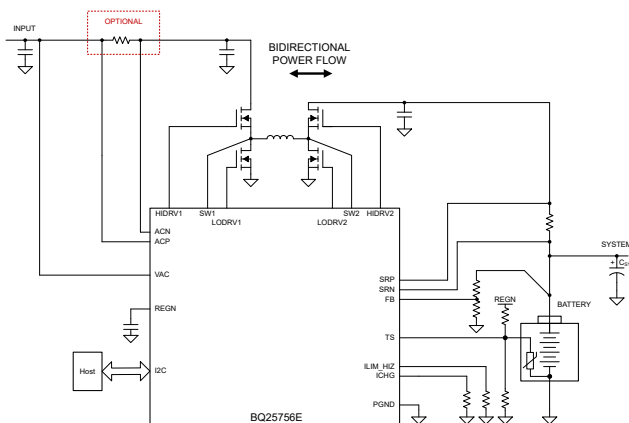 OPTIONAL
INPUT
BIDIRECTIONAL
POWER FLOW
HIDRV1
SW1
LODRV1
LODRV2
SW2
HIDRV2
ACN
ACP
VAC
REGN
I2C
Host
SRP
SRN
FB
TS
ILIM_HIZ
ICHG
PGND
REGN
SYSTEM
+
BATTERY
BQ25756E